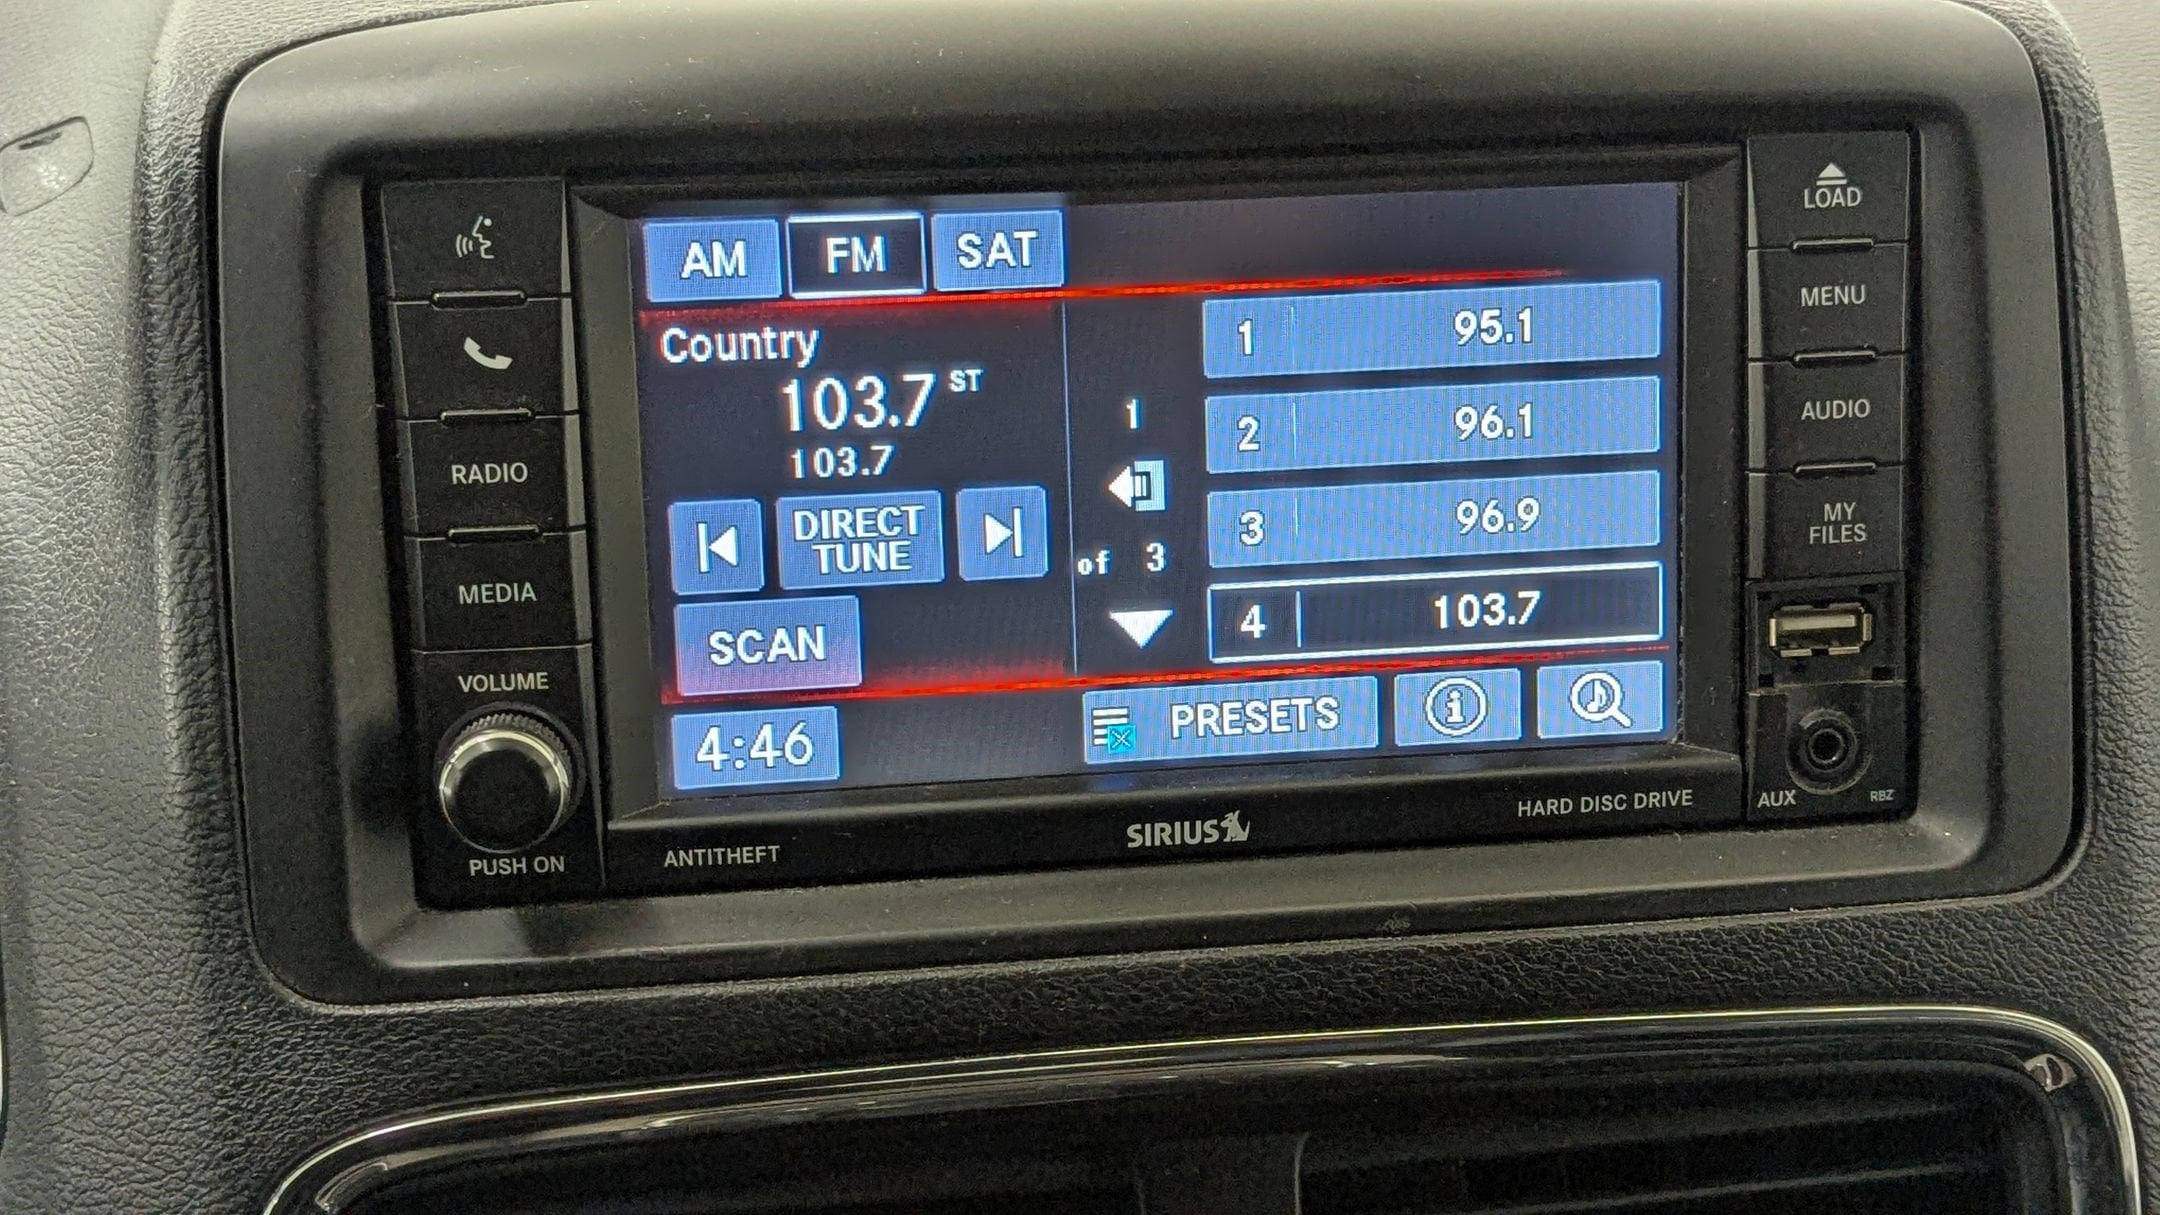 LOAD
MENU
AUDIO
MY
FILES
AUX
RBZ
RADIO
MEDIA
VOLUME
PUSH ON
AM FM SAT
Country
103.7 ST
103.7
DIRECT
TUNE
SCAN
4:46
1
of 3
1 95.1
2 96.1
3 96.9
4 103.7
PRESETS
ANTITHEFT
SIRIUS
HARD DISC DRIVE